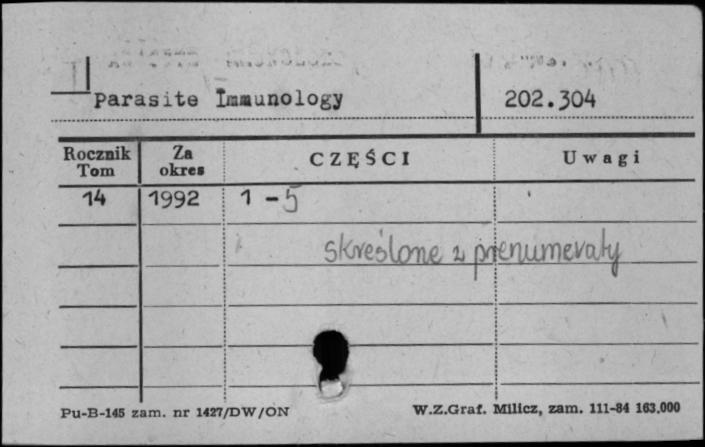 Parasite Immunology 202.304
Rocznik Tom Za okres CZĘŚCI Uwagi
14 1992 1 - 5
skreślone z prenumeraty
Pu-B-145 zam. nr 1427/DW/ON W.Z.Graf. Milicz, zam. 111-84 163.000